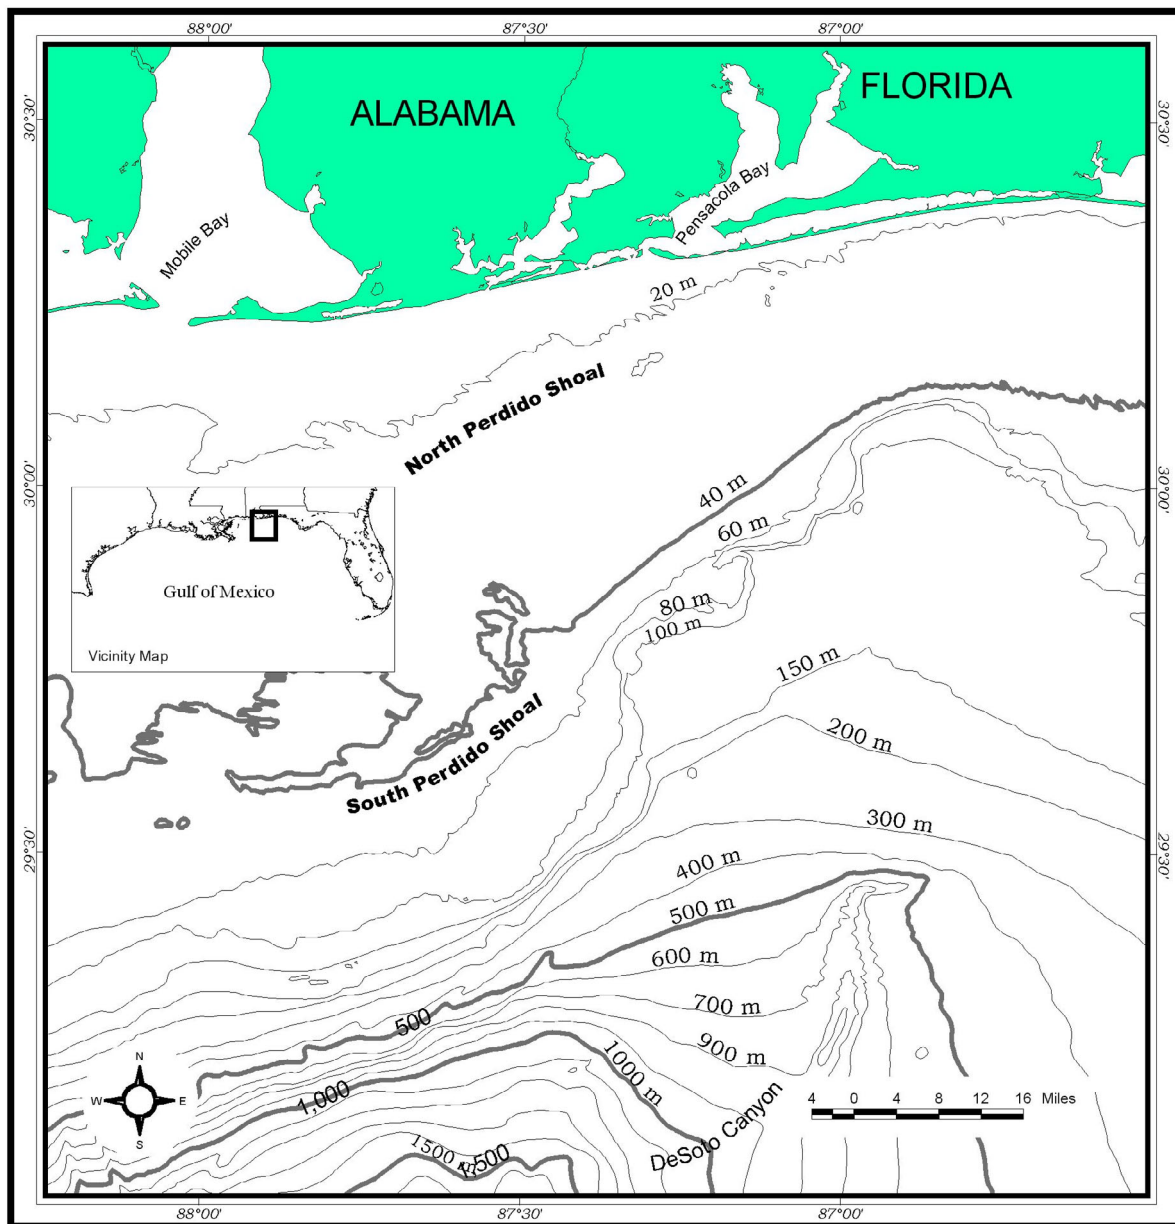 88°00'
87°30'
87°00'
30°30'
30°30'
ALABAMA
FLORIDA
Mobile Bay
Pensacola Bay
20 m
North Perdido Shoal
30°00'
30°00'
40 m
60 m
80 m
100 m
Gulf of Mexico
Vicinity Map
150 m
200 m
South Perdido Shoal
300 m
400 m
29°30'
29°30'
500 m
600 m
700 m
900 m
500
1000 m
1,000
DeSoto Canyon
1500 m
1,500
N
W
E
S
4 0 4 8 12 16 Miles
88°00'
87°30'
87°00'